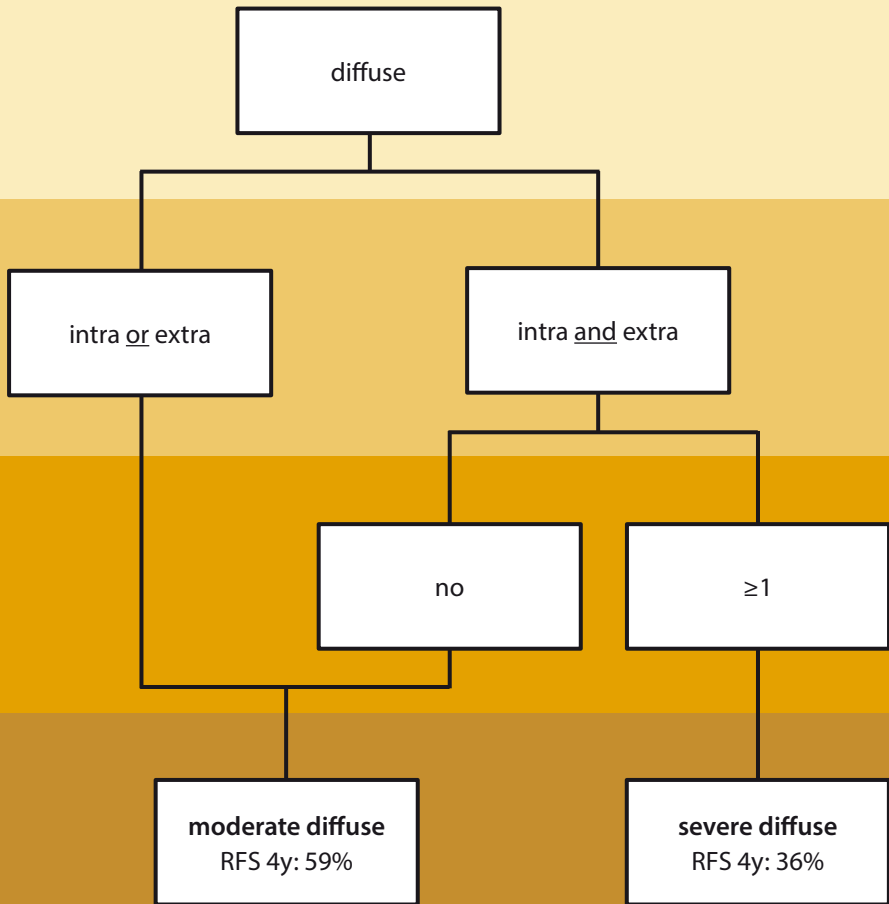 diffuse
intra or extra
intra and extra
no
≥1
moderate diffuse
RFS 4y: 59%
severe diffuse
RFS 4y: 36%